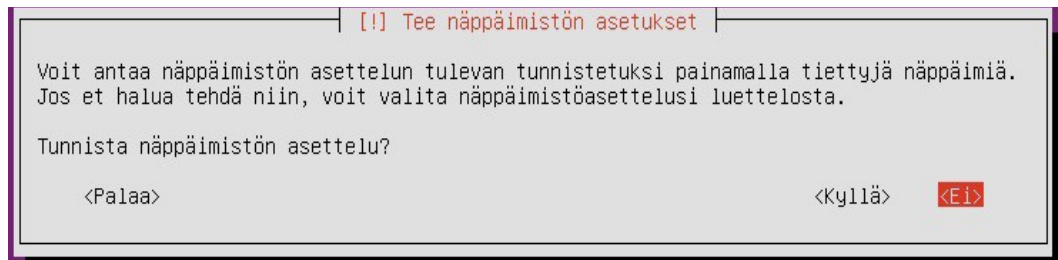 [!] Tee näppäimistön asetukset
Voit antaa näppäimistön asettelun tulevan tunnistetuksi painamalla tiettyjä näppäimiä.
Jos et halua tehdä niin, voit valita näppäimistöasettelusi luettelosta.
Tunnista näppäimistön asettelu?
<Palaa> <Kyllä> <Ei>